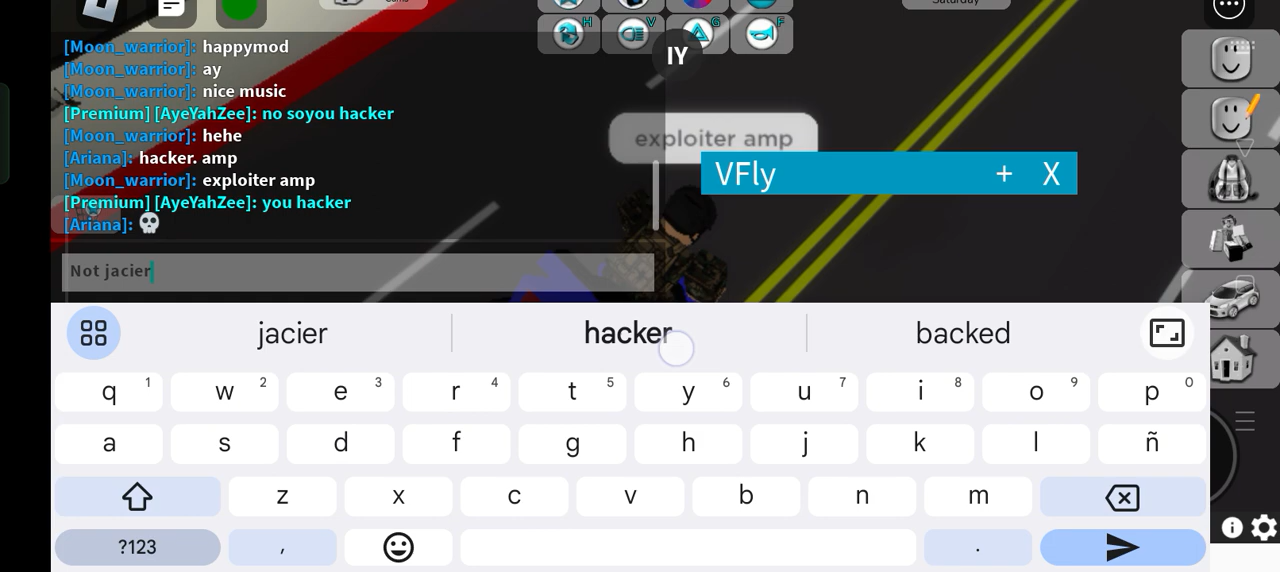 Saturday
H V G F
IY
[Moon_warrior]: happymod
[Moon_warrior]: ay
[Moon_warrior]: nice music
[Premium] [AyeYahZee]: no soyou hacker
[Moon_warrior]: hehe
[Ariana]: hacker. amp
[Moon_warrior]: exploiter amp
[Premium] [AyeYahZee]: you hacker
[Ariana]: 💀
exploiter amp
VFly + X
Not jacier
jacier hacker backed
q 1 w 2 e 3 r 4 t 5 y 6 u 7 i 8 o 9 p 0
a s d f g h j k l ñ
z x c v b n m
?123 , .